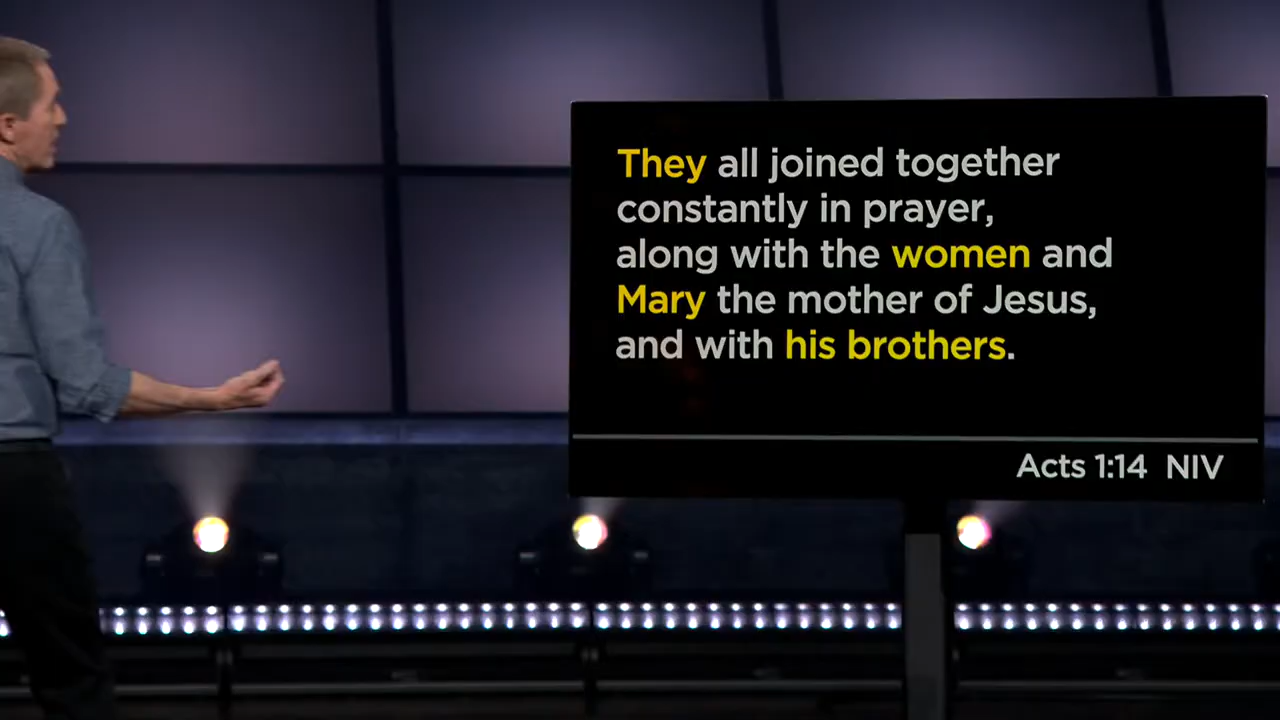 They all joined together
constantly in prayer,
along with the women and
Mary the mother of Jesus,
and with his brothers.
Acts 1:14 NIV